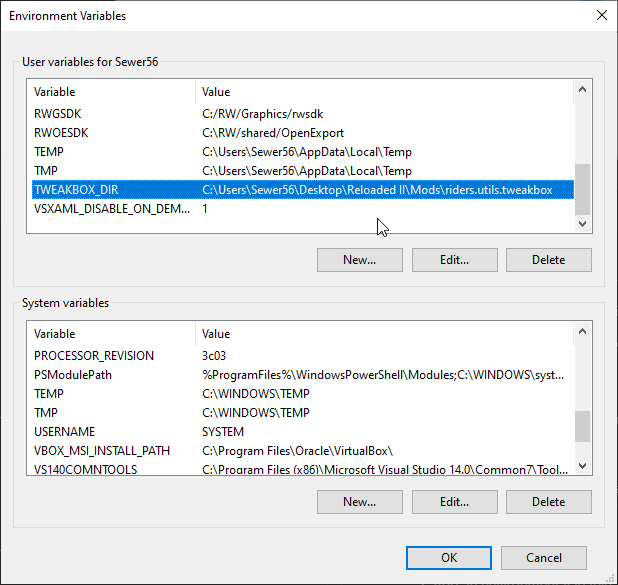 Environment Variables
User variables for Sewer56
Variable Value
RWGSDK C:/RW/Graphics/rwsdk
RWOESDK C:\RW/shared/OpenExport
TEMP C:\Users\Sewer56\AppData\Local\Temp
TMP C:\Users\Sewer56\AppData\Local\Temp
TWEAKBOX_DIR C:\Users\Sewer56\Desktop\Reloaded II\Mods\riders.utils.tweakbox
VSXAML_DISABLE_ON_DEM... 1
New... Edit... Delete
System variables
Variable Value
PROCESSOR_REVISION 3c03
PSModulePath %ProgramFiles%\WindowsPowerShell\Modules;C:\WINDOWS\syst...
TEMP C:\WINDOWS\TEMP
TMP C:\WINDOWS\TEMP
USERNAME SYSTEM
VBOX_MSI_INSTALL_PATH C:\Program Files\Oracle\VirtualBox\
VS140COMNTOOLS C:\Program Files (x86)\Microsoft Visual Studio 14.0\Common7\Tool...
New... Edit... Delete
OK Cancel